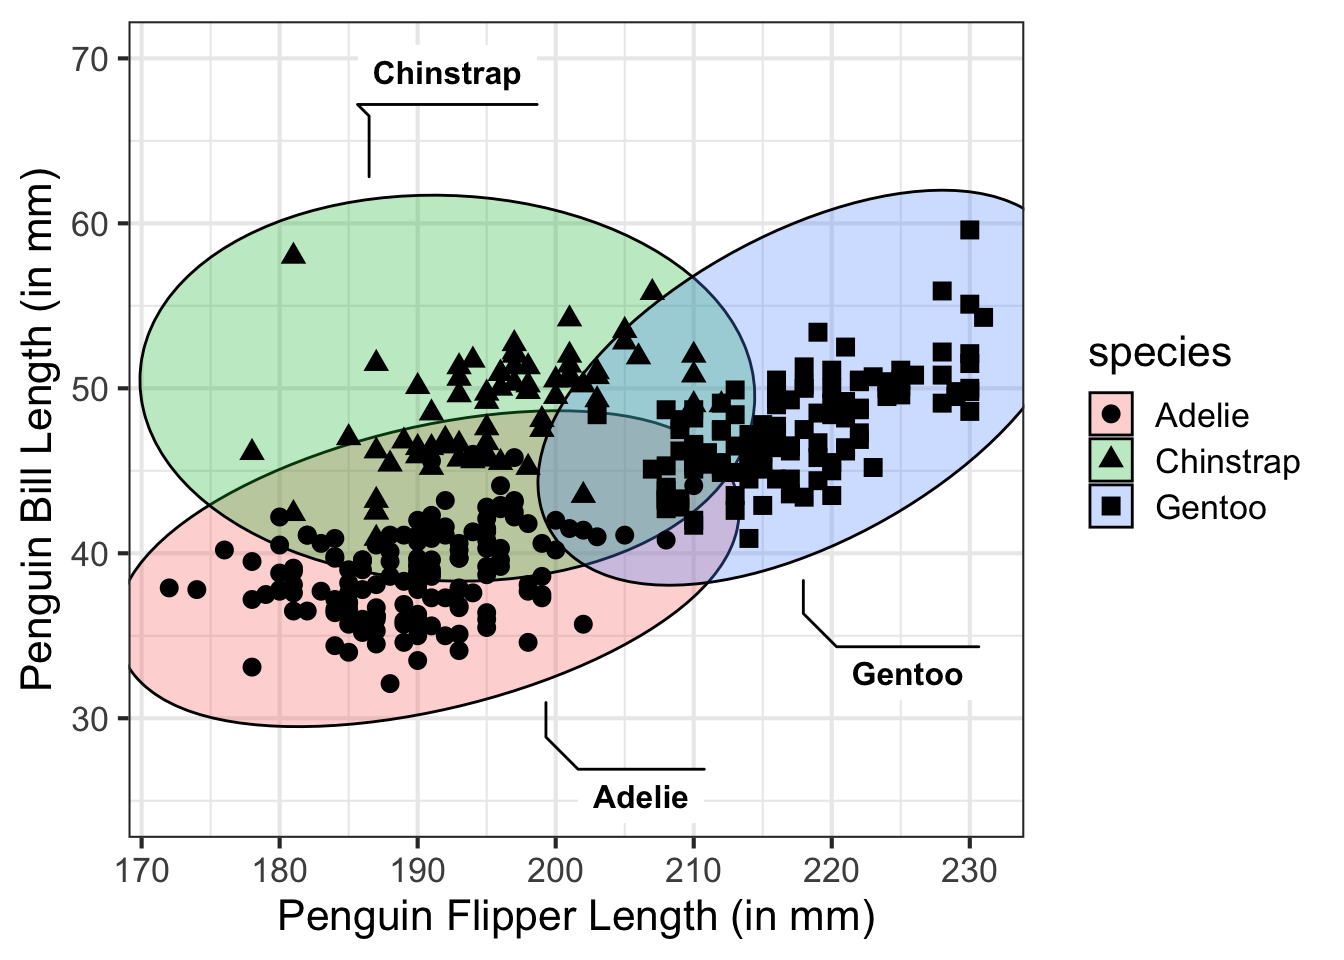 70
60
50
40
30
Penguin Bill Length (in mm)
Chinstrap
Gentoo
Adelie
170 180 190 200 210 220 230
Penguin Flipper Length (in mm)
species
Adelie
Chinstrap
Gentoo